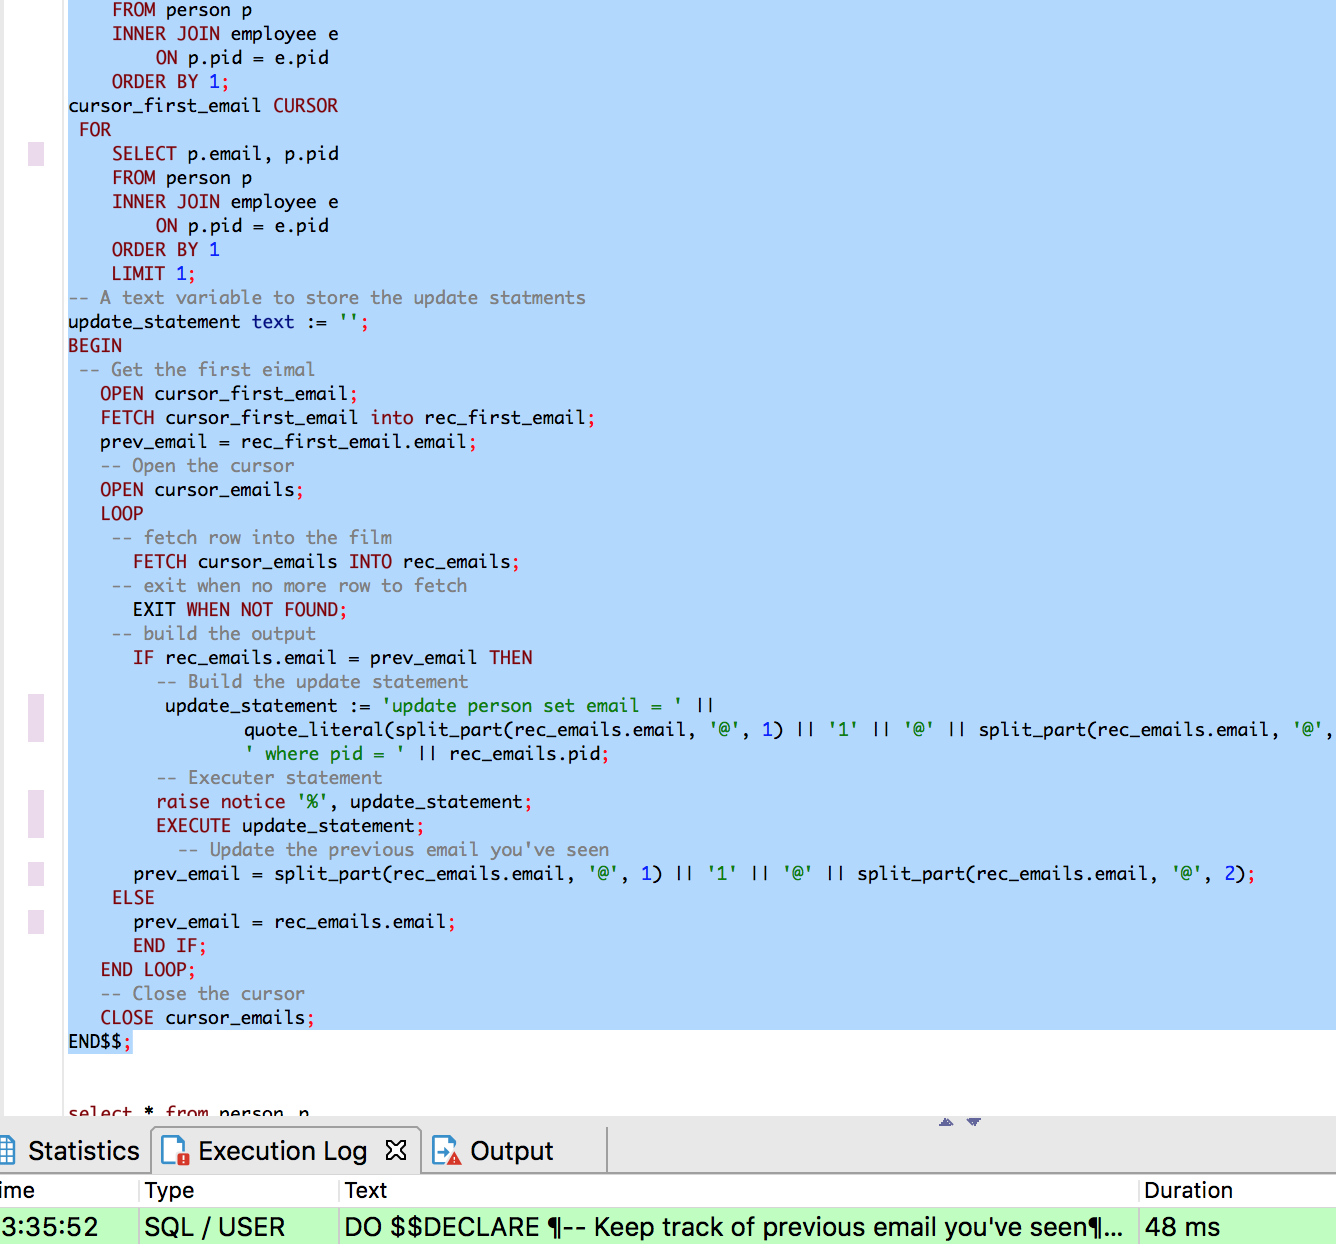 FROM person p
INNER JOIN employee e
ON p.pid = e.pid
ORDER BY 1;
cursor_first_email CURSOR
FOR
SELECT p.email, p.pid
FROM person p
INNER JOIN employee e
ON p.pid = e.pid
ORDER BY 1
LIMIT 1;
-- A text variable to store the update statments
update_statement text := '';
BEGIN
-- Get the first eimal
OPEN cursor_first_email;
FETCH cursor_first_email into rec_first_email;
prev_email = rec_first_email.email;
-- Open the cursor
OPEN cursor_emails;
LOOP
-- fetch row into the film
FETCH cursor_emails INTO rec_emails;
-- exit when no more row to fetch
EXIT WHEN NOT FOUND;
-- build the output
IF rec_emails.email = prev_email THEN
-- Build the update statement
update_statement := 'update person set email = ' ||
quote_literal(split_part(rec_emails.email, '@', 1) || '1' || '@' || split_part(rec_emails.email, '@',
' where pid = ' || rec_emails.pid;
-- Executer statement
raise notice '%', update_statement;
EXECUTE update_statement;
-- Update the previous email you've seen
prev_email = split_part(rec_emails.email, '@', 1) || '1' || '@' || split_part(rec_emails.email, '@', 2);
ELSE
prev_email = rec_emails.email;
END IF;
END LOOP;
-- Close the cursor
CLOSE cursor_emails;
END$$;
select * from person p
Statistics Execution Log Output
ime Type Text Duration
3:35:52 SQL / USER DO $$DECLARE ¶-- Keep track of previous email you've seen¶... 48 ms